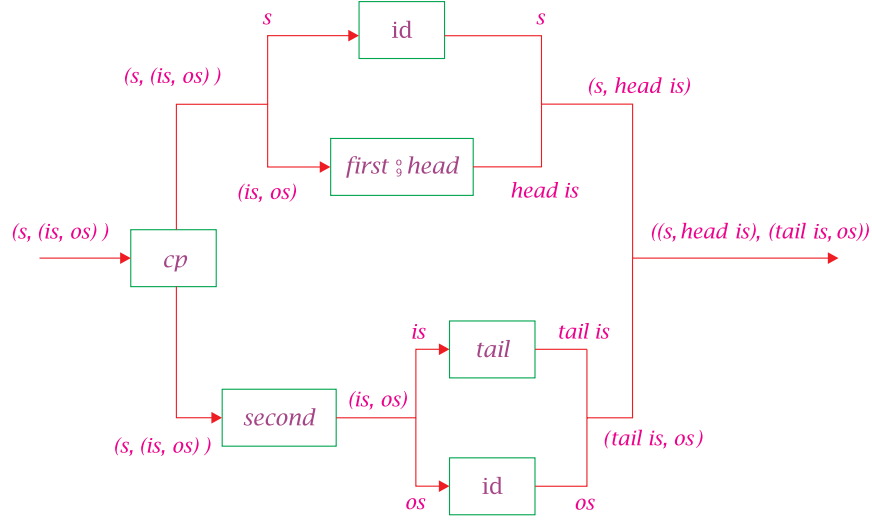 s
id
s
(s, (is, os) )
(s, head is)
first ⨟ head
(is, os)
head is
(s, (is, os) )
cp
((s, head is), (tail is, os))
is
tail
tail is
second
(is, os)
(s, (is, os) )
(tail is, os)
os
id
os